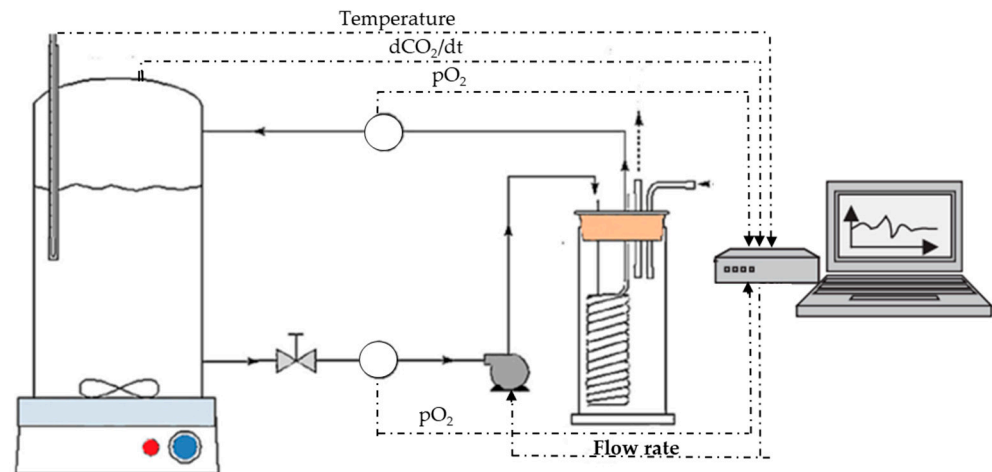 Temperature
dCO₂/dt
pO₂
pO₂
Flow rate